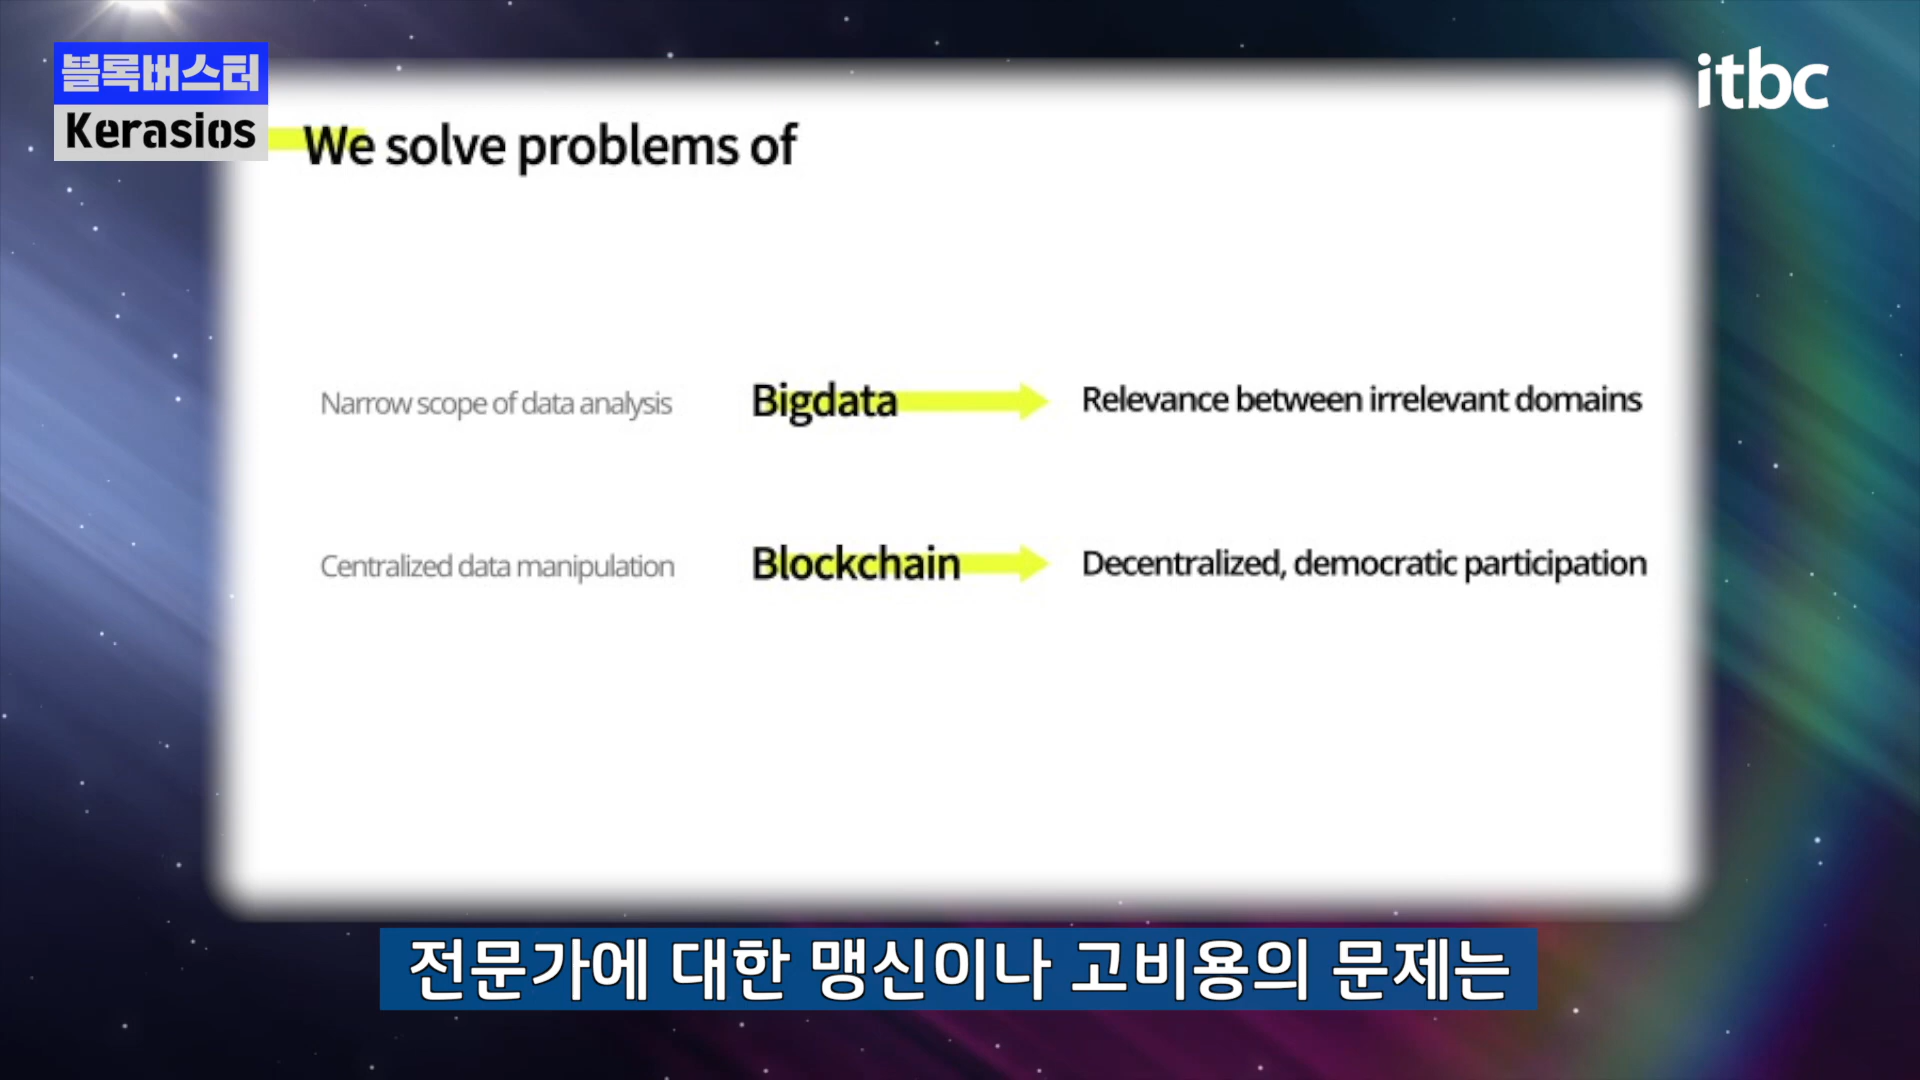 블록버스터
Kerasios
itbc
We solve problems of
Narrow scope of data analysis Bigdata Relevance between irrelevant domains
Centralized data manipulation Blockchain Decentralized, democratic participation
전문가에 대한 맹신이나 고비용의 문제는